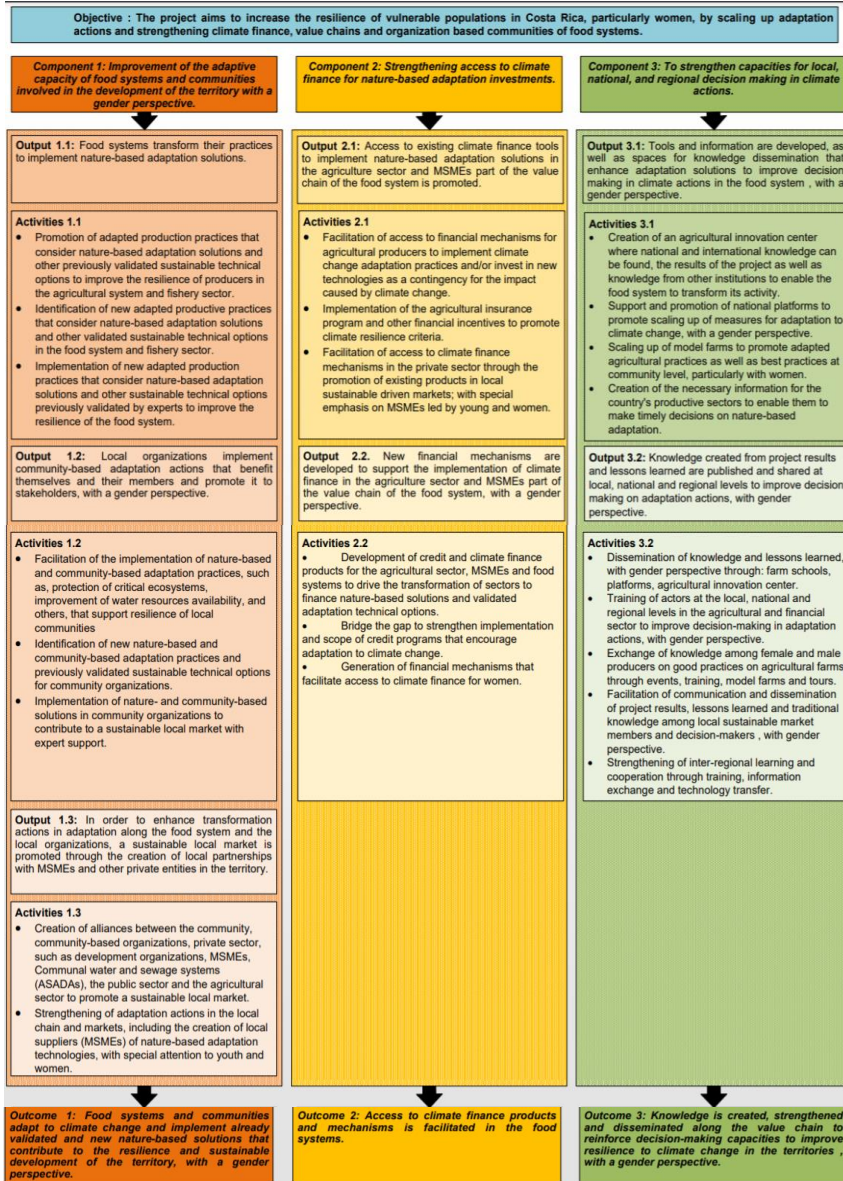 Objective : The project aims to increase the resilience of vulnerable populations in Costa Rica, particularly women, by scaling up adaptation
actions and strengthening climate finance, value chains and organization based communities of food systems.
Component 1: Improvement of the adaptive
capacity of food systems and communities
involved in the development of the territory with a
gender perspective.
Output 1.1: Food systems transform their practices
to implement nature-based adaptation solutions.
Activities 1.1
● Promotion of adapted production practices that
consider nature-based adaptation solutions and
other previously validated sustainable technical
options to improve the resilience of producers in
the agricultural system and fishery sector.
● Identification of new adapted productive practices
that consider nature-based adaptation solutions
and other validated sustainable technical options
in the food system and fishery sector.
● Implementation of new adapted production
practices that consider nature-based adaptation
solutions and other sustainable technical options
previously validated by experts to improve the
resilience of the food system.
Output 1.2: Local organizations implement
community-based adaptation actions that benefit
themselves and their members and promote it to
stakeholders, with a gender perspective.
Activities 1.2
● Facilitation of the implementation of nature-based
and community-based adaptation practices, such
as, protection of critical ecosystems,
improvement of water resources availability, and
others, that support resilience of local
communities
● Identification of new nature-based and
community-based adaptation practices and
previously validated sustainable technical options
for community organizations.
● Implementation of nature- and community-based
solutions in community organizations to
contribute to a sustainable local market with
expert support.
Output 1.3: In order to enhance transformation
actions in adaptation along the food system and the
local organizations, a sustainable local market is
promoted through the creation of local partnerships
with MSMEs and other private entities in the territory.
Activities 1.3
● Creation of alliances between the community,
community-based organizations, private sector,
such as development organizations, MSMEs,
Communal water and sewage systems
(ASADAs), the public sector and the agricultural
sector to promote a sustainable local market.
● Strengthening of adaptation actions in the local
chain and markets, including the creation of local
suppliers (MSMEs) of nature-based adaptation
technologies, with special attention to youth and
women.
Outcome 1: Food systems and communities
adapt to climate change and implement already
validated and new nature-based solutions that
contribute to the resilience and sustainable
development of the territory, with a gender
perspective.
Component 2: Strengthening access to climate
finance for nature-based adaptation investments.
Output 2.1: Access to existing climate finance tools
to implement nature-based adaptation solutions in
the agriculture sector and MSMEs part of the value
chain of the food system is promoted.
Activities 2.1
● Facilitation of access to financial mechanisms for
agricultural producers to implement climate
change adaptation practices and/or invest in new
technologies as a contingency for the impact
caused by climate change.
● Implementation of the agricultural insurance
program and other financial incentives to promote
climate resilience criteria.
● Facilitation of access to climate finance
mechanisms in the private sector through the
promotion of existing products in local
sustainable driven markets; with special
emphasis on MSMEs led by young and women.
Output 2.2. New financial mechanisms are
developed to support the implementation of climate
finance in the agriculture sector and MSMEs part of
the value chain of the food system, with a gender
perspective.
Activities 2.2
• Development of credit and climate finance
products for the agricultural sector, MSMEs and food
systems to drive the transformation of sectors to
finance nature-based solutions and validated
adaptation technical options.
• Bridge the gap to strengthen implementation
and scope of credit programs that encourage
adaptation to climate change.
• Generation of financial mechanisms that
facilitate access to climate finance for women.
Outcome 2: Access to climate finance products
and mechanisms is facilitated in the food
systems.
Component 3: To strengthen capacities for local,
national, and regional decision making in climate
actions.
Output 3.1: Tools and information are developed, as
well as spaces for knowledge dissemination that
enhance adaptation solutions to improve decision
making in climate actions in the food system , with a
gender perspective.
Activities 3.1
• Creation of an agricultural innovation center
where national and international knowledge can
be found, the results of the project as well as
knowledge from other institutions to enable the
food system to transform its activity.
• Support and promotion of national platforms to
promote scaling up of measures for adaptation to
climate change, with a gender perspective.
• Scaling up of model farms to promote adapted
agricultural practices as well as best practices at
community level, particularly with women.
• Creation of the necessary information for the
country's productive sectors to enable them to
make timely decisions on nature-based
adaptation.
Output 3.2: Knowledge created from project results
and lessons learned are published and shared at
local, national and regional levels to improve decision
making on adaptation actions, with gender
perspective.
Activities 3.2
• Dissemination of knowledge and lessons learned,
with gender perspective through: farm schools,
platforms, agricultural innovation center.
• Training of actors at the local, national and
regional levels in the agricultural and financial
sector to improve decision-making in adaptation
actions, with gender perspective.
• Exchange of knowledge among female and male
producers on good practices on agricultural farms
through events, training, model farms and tours.
• Facilitation of communication and dissemination
of project results, lessons learned and traditional
knowledge among local sustainable market
members and decision-makers , with gender
perspective.
• Strengthening of inter-regional learning and
cooperation through training, information
exchange and technology transfer.
Outcome 3: Knowledge is created, strengthened
and disseminated along the value chain to
reinforce decision-making capacities to improve
resilience to climate change in the territories ,
with a gender perspective.